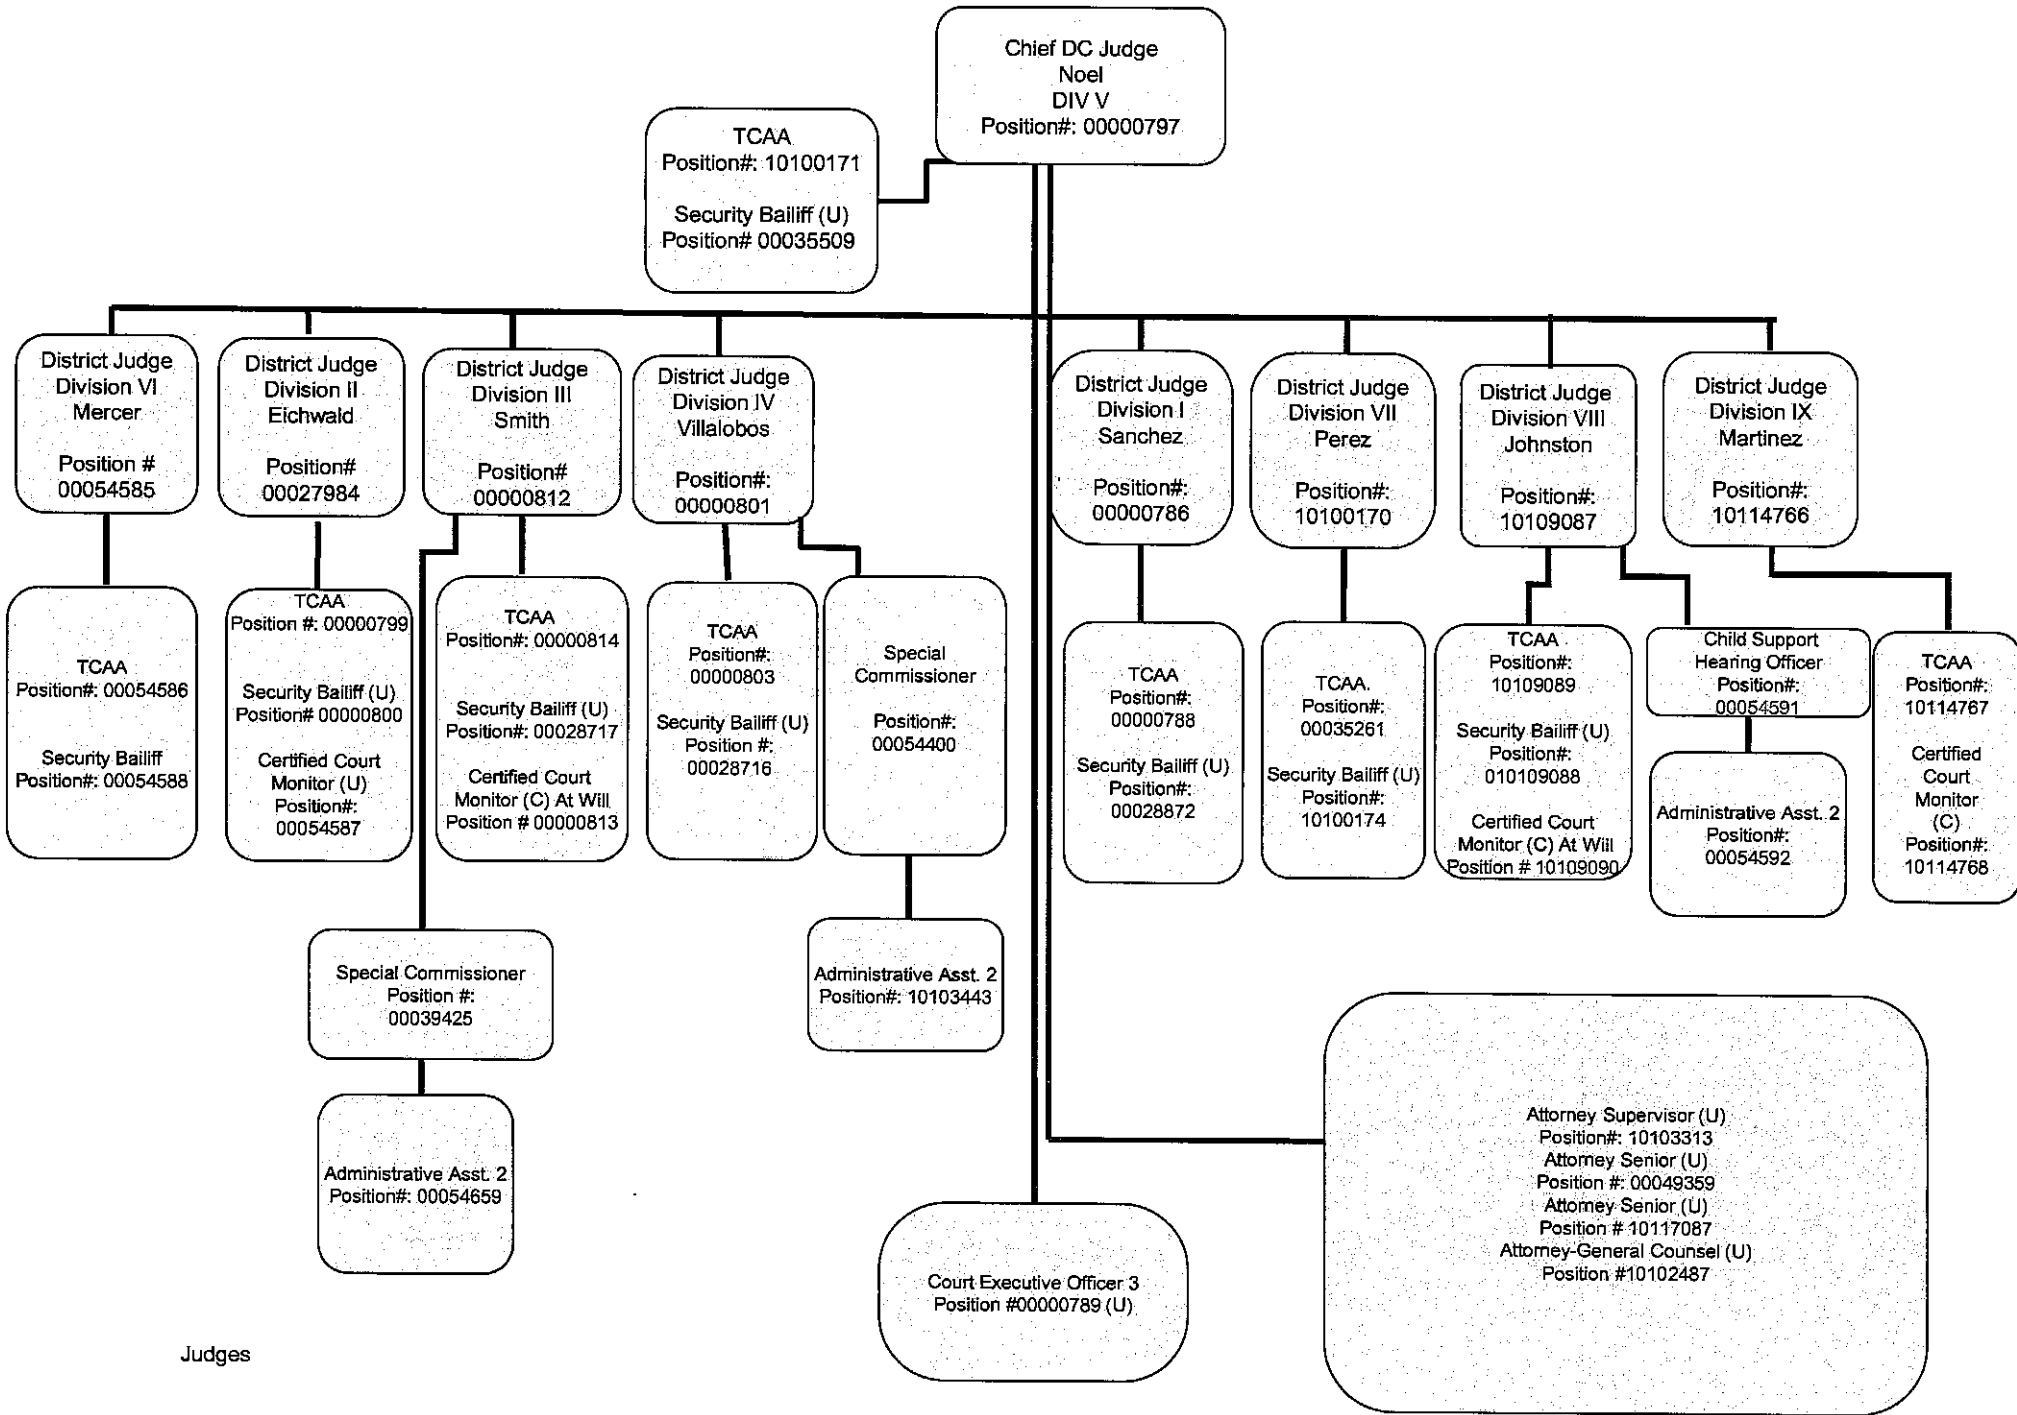 Chief DC Judge
Noel
DIV V
Position#: 00000797
TCAA
Position#: 10100171
Security Bailiff (U)
Position# 00035509
District Judge
Division VI
Mercer
Position #
00054585
District Judge
Division II
Eichwald
Position#
00027984
District Judge
Division III
Smith
Position#
00000812
District Judge
Division IV
Villalobos
Position#:
00000801
District Judge
Division I
Sanchez
Position#:
00000786
District Judge
Division VII
Perez
Position#:
10100170
District Judge
Division VIII
Johnston
Position#:
10109087
District Judge
Division IX
Martinez
Position#:
10114766
TCAA
Position#: 00054586
Security Bailiff
Position#: 00054588
TCAA
Position #: 00000799
Security Bailiff (U)
Position# 00000800
Certified Court
Monitor (U)
Position#:
00054587
TCAA
Position#: 00000814
Security Bailiff (U)
Position#: 00028717
Certified Court
Monitor (C) At Will
Position # 00000813
TCAA
Position#:
00000803
Security Bailiff (U)
Position #:
00028716
Special
Commissioner
Position#:
00054400
TCAA
Position#:
00000788
Security Bailiff (U)
Position#:
00028872
TCAA.
Position#:
00035261
Security Bailiff (U)
Position#:
10100174
TCAA
Position#:
10109089
Security Bailiff (U)
Position#:
010109088
Certified Court
Monitor (C) At Will
Position # 10109090
Child Support
Hearing Officer
Position#:
00054591
Administrative Asst. 2
Position#:
00054592
TCAA
Position#:
10114767
Certified
Court
Monitor
(C)
Position#:
10114768
Special Commissioner
Position #:
00039425
Administrative Asst. 2
Position#: 10103443
Administrative Asst. 2
Position#: 00054659
Court Executive Officer 3
Position #00000789 (U)
Attorney Supervisor (U)
Position#: 10103313
Attorney Senior (U)
Position #: 00049359
Attorney Senior (U)
Position # 10117087
Attorney-General Counsel (U)
Position #10102487
Judges